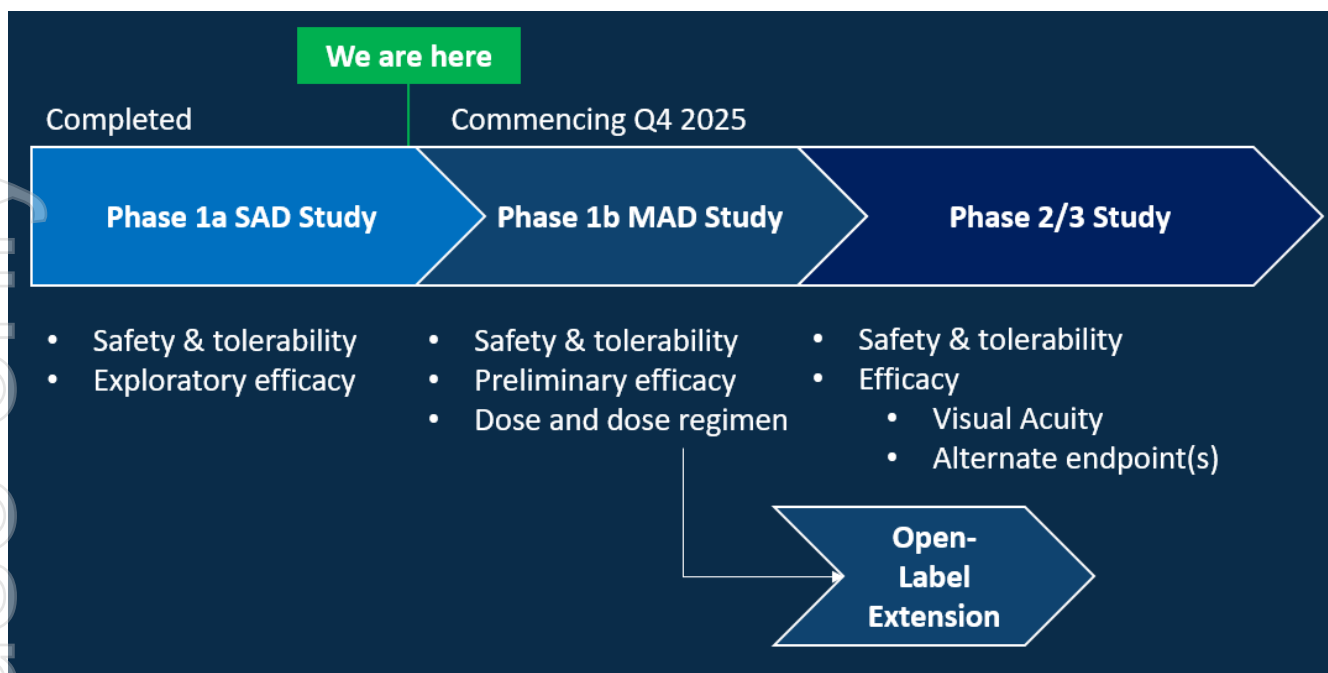 We are here
Completed
Commencing Q4 2025
Phase 1a SAD Study
Phase 1b MAD Study
Phase 2/3 Study
• Safety & tolerability
• Exploratory efficacy
• Safety & tolerability
• Preliminary efficacy
• Dose and dose regimen
• Safety & tolerability
• Efficacy
• Visual Acuity
• Alternate endpoint(s)
Open-
Label
Extension